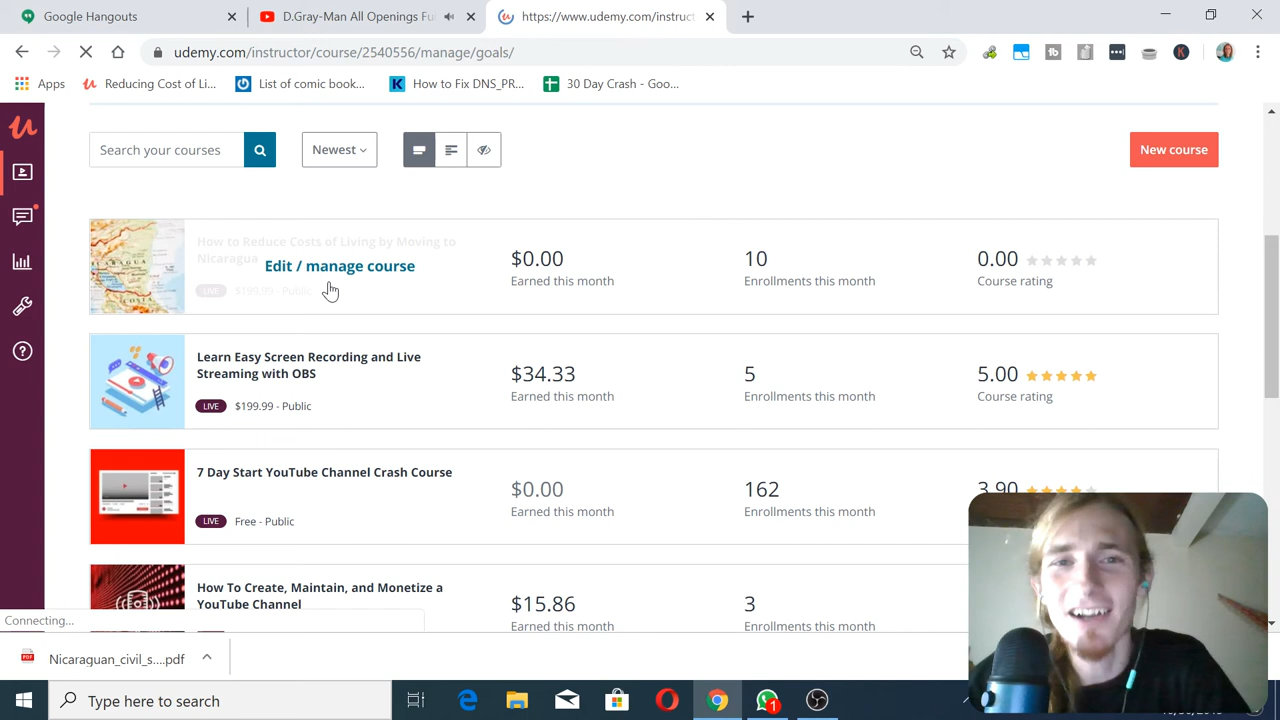 Google Hangouts
D.Gray-Man All Openings Fu
https://www.udemy.com/instruct
udemy.com/instructor/course/2540556/manage/goals/
Apps
Reducing Cost of Li...
List of comic book...
How to Fix DNS_PR...
30 Day Crash - Goo...
Search your courses
Newest
New course
How to Reduce Costs of Living by Moving to
Nicaragua
Edit / manage course
LIVE
$199.99 - Public
$0.00
Earned this month
10
Enrollments this month
0.00
Course rating
Learn Easy Screen Recording and Live
Streaming with OBS
LIVE
$199.99 - Public
$34.33
Earned this month
5
Enrollments this month
5.00
Course rating
7 Day Start YouTube Channel Crash Course
LIVE
Free - Public
$0.00
Earned this month
162
Enrollments this month
3.90
How To Create, Maintain, and Monetize a
YouTube Channel
$15.86
Earned this month
3
Enrollments this month
Connecting...
Nicaraguan_civil_s....pdf
Type here to search
1